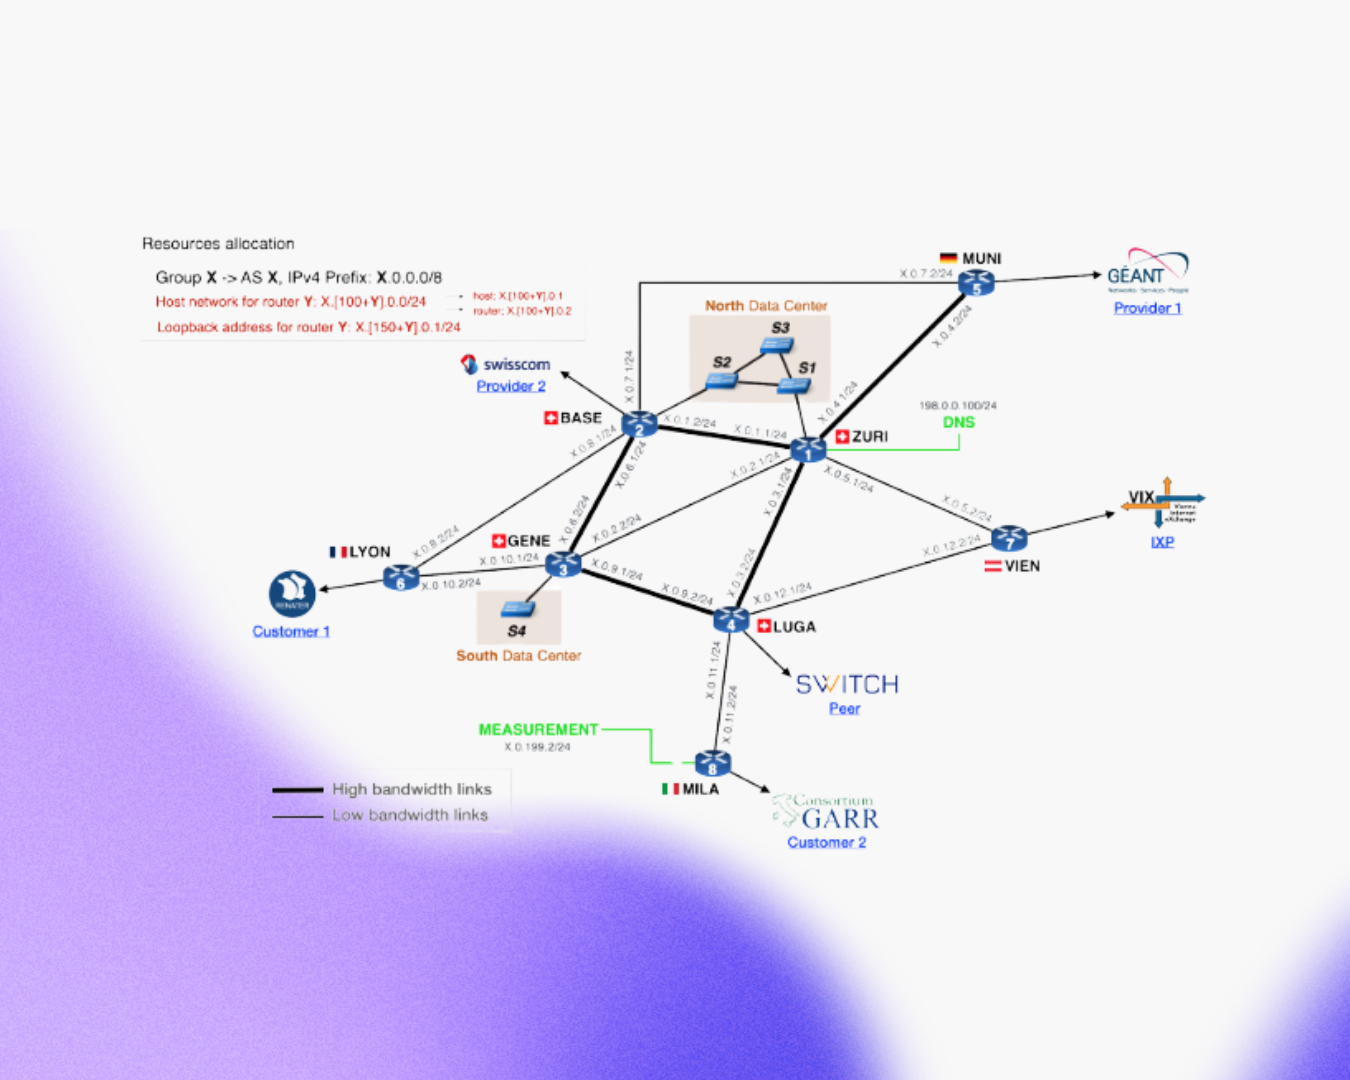 Resources allocation
Group X -> AS X, IPv4 Prefix: X.0.0.0/8
Host network for router Y: X.[100+Y].0.0/24
host: X.[100+Y].0.1
router: X.[100+Y].0.2
Loopback address for router Y: X.[150+Y].0.1/24
MUNI
5
X.0.7.2/24
GÉANT
Networks · Services · People
Provider 1
North Data Center
S3
S2
S1
X.0.4.2/24
swisscom
Provider 2
X.0.7.1/24
BASE
2
X.0.1.2/24
X.0.1.1/24
X.0.4.1/24
ZURI
1
198.0.0.100/24
DNS
X.0.8.1/24
X.0.6.1/24
X.0.2.1/24
X.0.3.1/24
X.0.5.1/24
X.0.5.2/24
VIX
Vienna
Internet
eXchange
IXP
X.0.6.2/24
X.0.2.2/24
X.0.8.2/24
LYON
6
GENE
3
X.0.10.1/24
X.0.10.2/24
X.0.9.1/24
X.0.9.2/24
X.0.3.2/24
X.0.12.2/24
X.0.12.1/24
7
VIEN
RENATER
Customer 1
S4
South Data Center
4
LUGA
SWITCH
Peer
X.0.11.1/24
X.0.11.2/24
MEASUREMENT
X.0.199.2/24
8
MILA
Consortium
GARR
Customer 2
High bandwidth links
Low bandwidth links